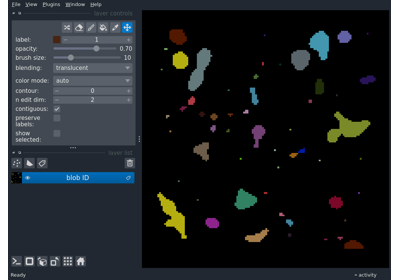 File View Plugins Window Help
layer controls
label: 1
opacity: 0.70
brush size: 10
blending: translucent
color mode: auto
contour: 0
n edit dim: 2
contiguous:
preserve
labels:
show
selected:
layer list
blob ID
Ready
activity